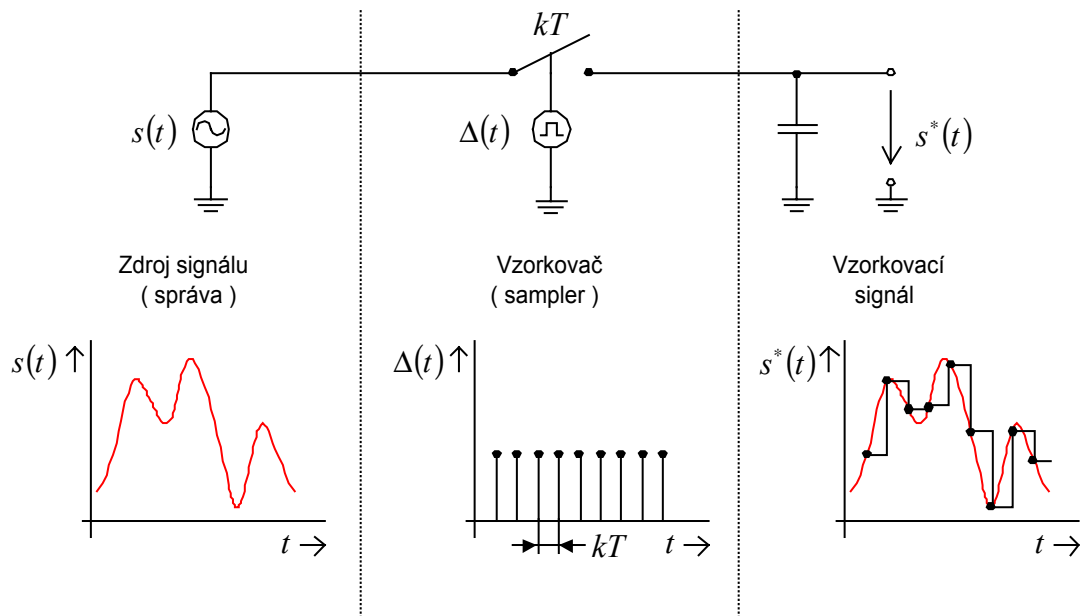 kT
s(t)
Δ(t)
s*(t)
Zdroj signálu
( správa )
Vzorkovač
( sampler )
Vzorkovací
signál
s(t) ↑
Δ(t) ↑
s*(t) ↑
t →
kT
t →
t →